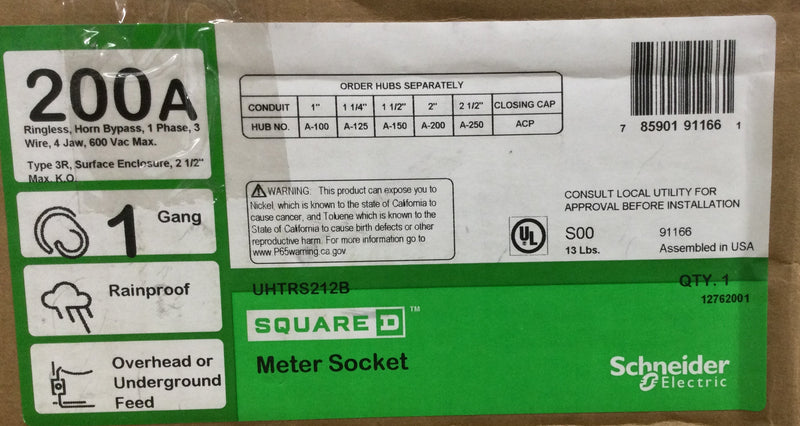 200A
Ringless, Horn Bypass, 1 Phase, 3
Wire, 4 Jaw, 600 Vac Max.
Type 3R, Surface Enclosure, 2 1/2"
Max. K.O.
1 Gang
Rainproof
Overhead or
Underground
Feed
ORDER HUBS SEPARATELY
CONDUIT 1" 1 1/4" 1 1/2" 2" 2 1/2" CLOSING CAP
HUB NO. A-100 A-125 A-150 A-200 A-250 ACP
7 85901 91166 1
WARNING: This product can expose you to
Nickel, which is known to the state of California to
cause cancer, and Toluene which is known to the
State of California to cause birth defects or other
reproductive harm. For more information go to
www.P65warning.ca.gov
CONSULT LOCAL UTILITY FOR
APPROVAL BEFORE INSTALLATION
UL
S00 91166
13 Lbs. Assembled in USA
UHTRS212B QTY. 1
12762001
SQUARE D ™
Meter Socket
Schneider
Electric